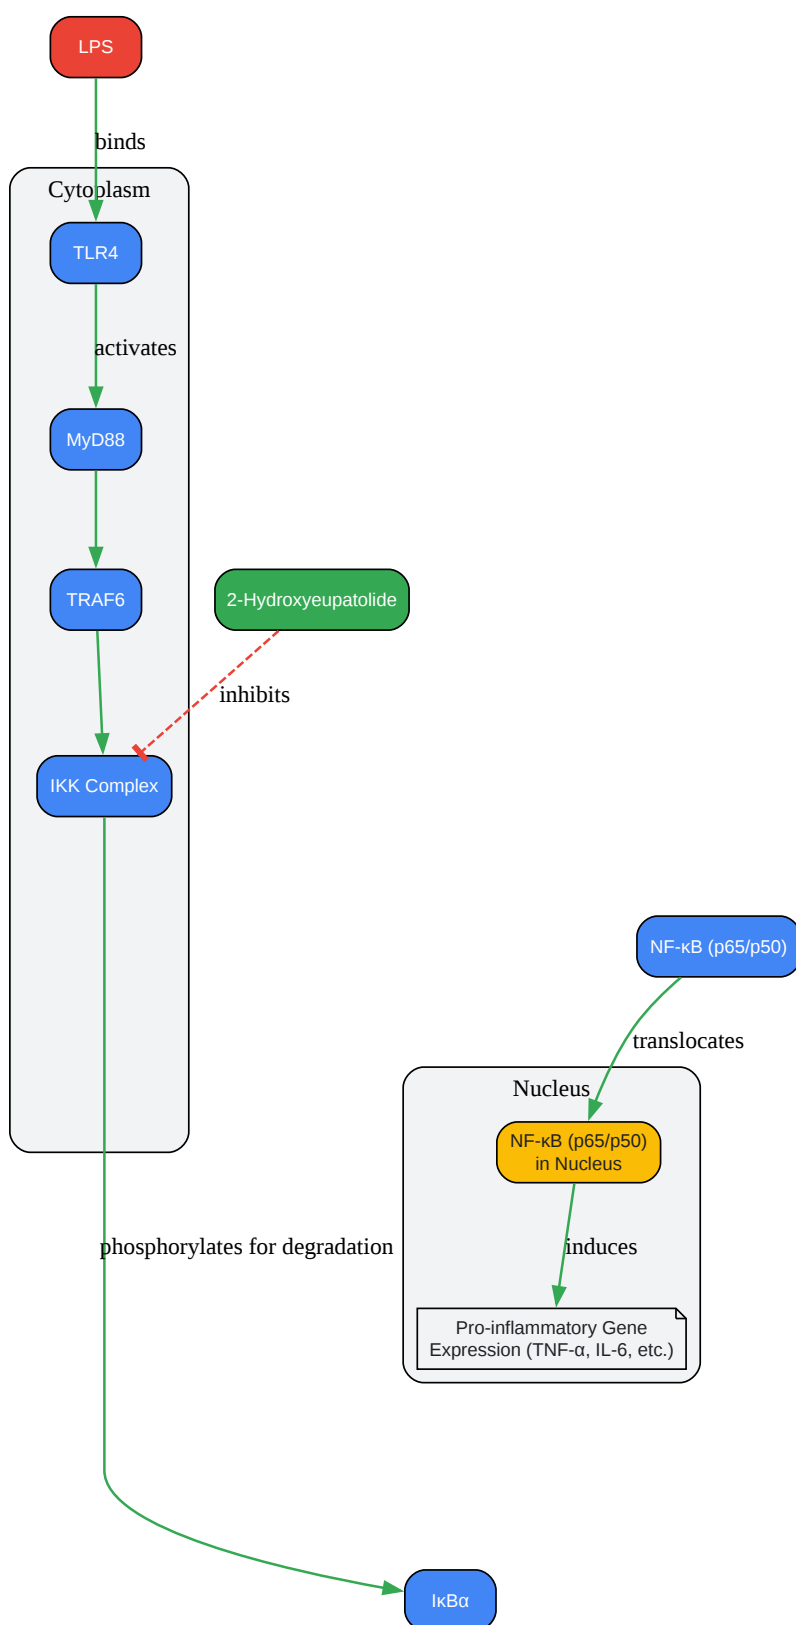 LPS
binds
Cytoplasm
TLR4
activates
MyD88
TRAF6
2-Hydroxyeupatolide
inhibits
IKK Complex
NF-κB (p65/p50)
translocates
Nucleus
NF-κB (p65/p50)
in Nucleus
phosphorylates for degradation
induces
Pro-inflammatory Gene
Expression (TNF-α, IL-6, etc.)
IκBα